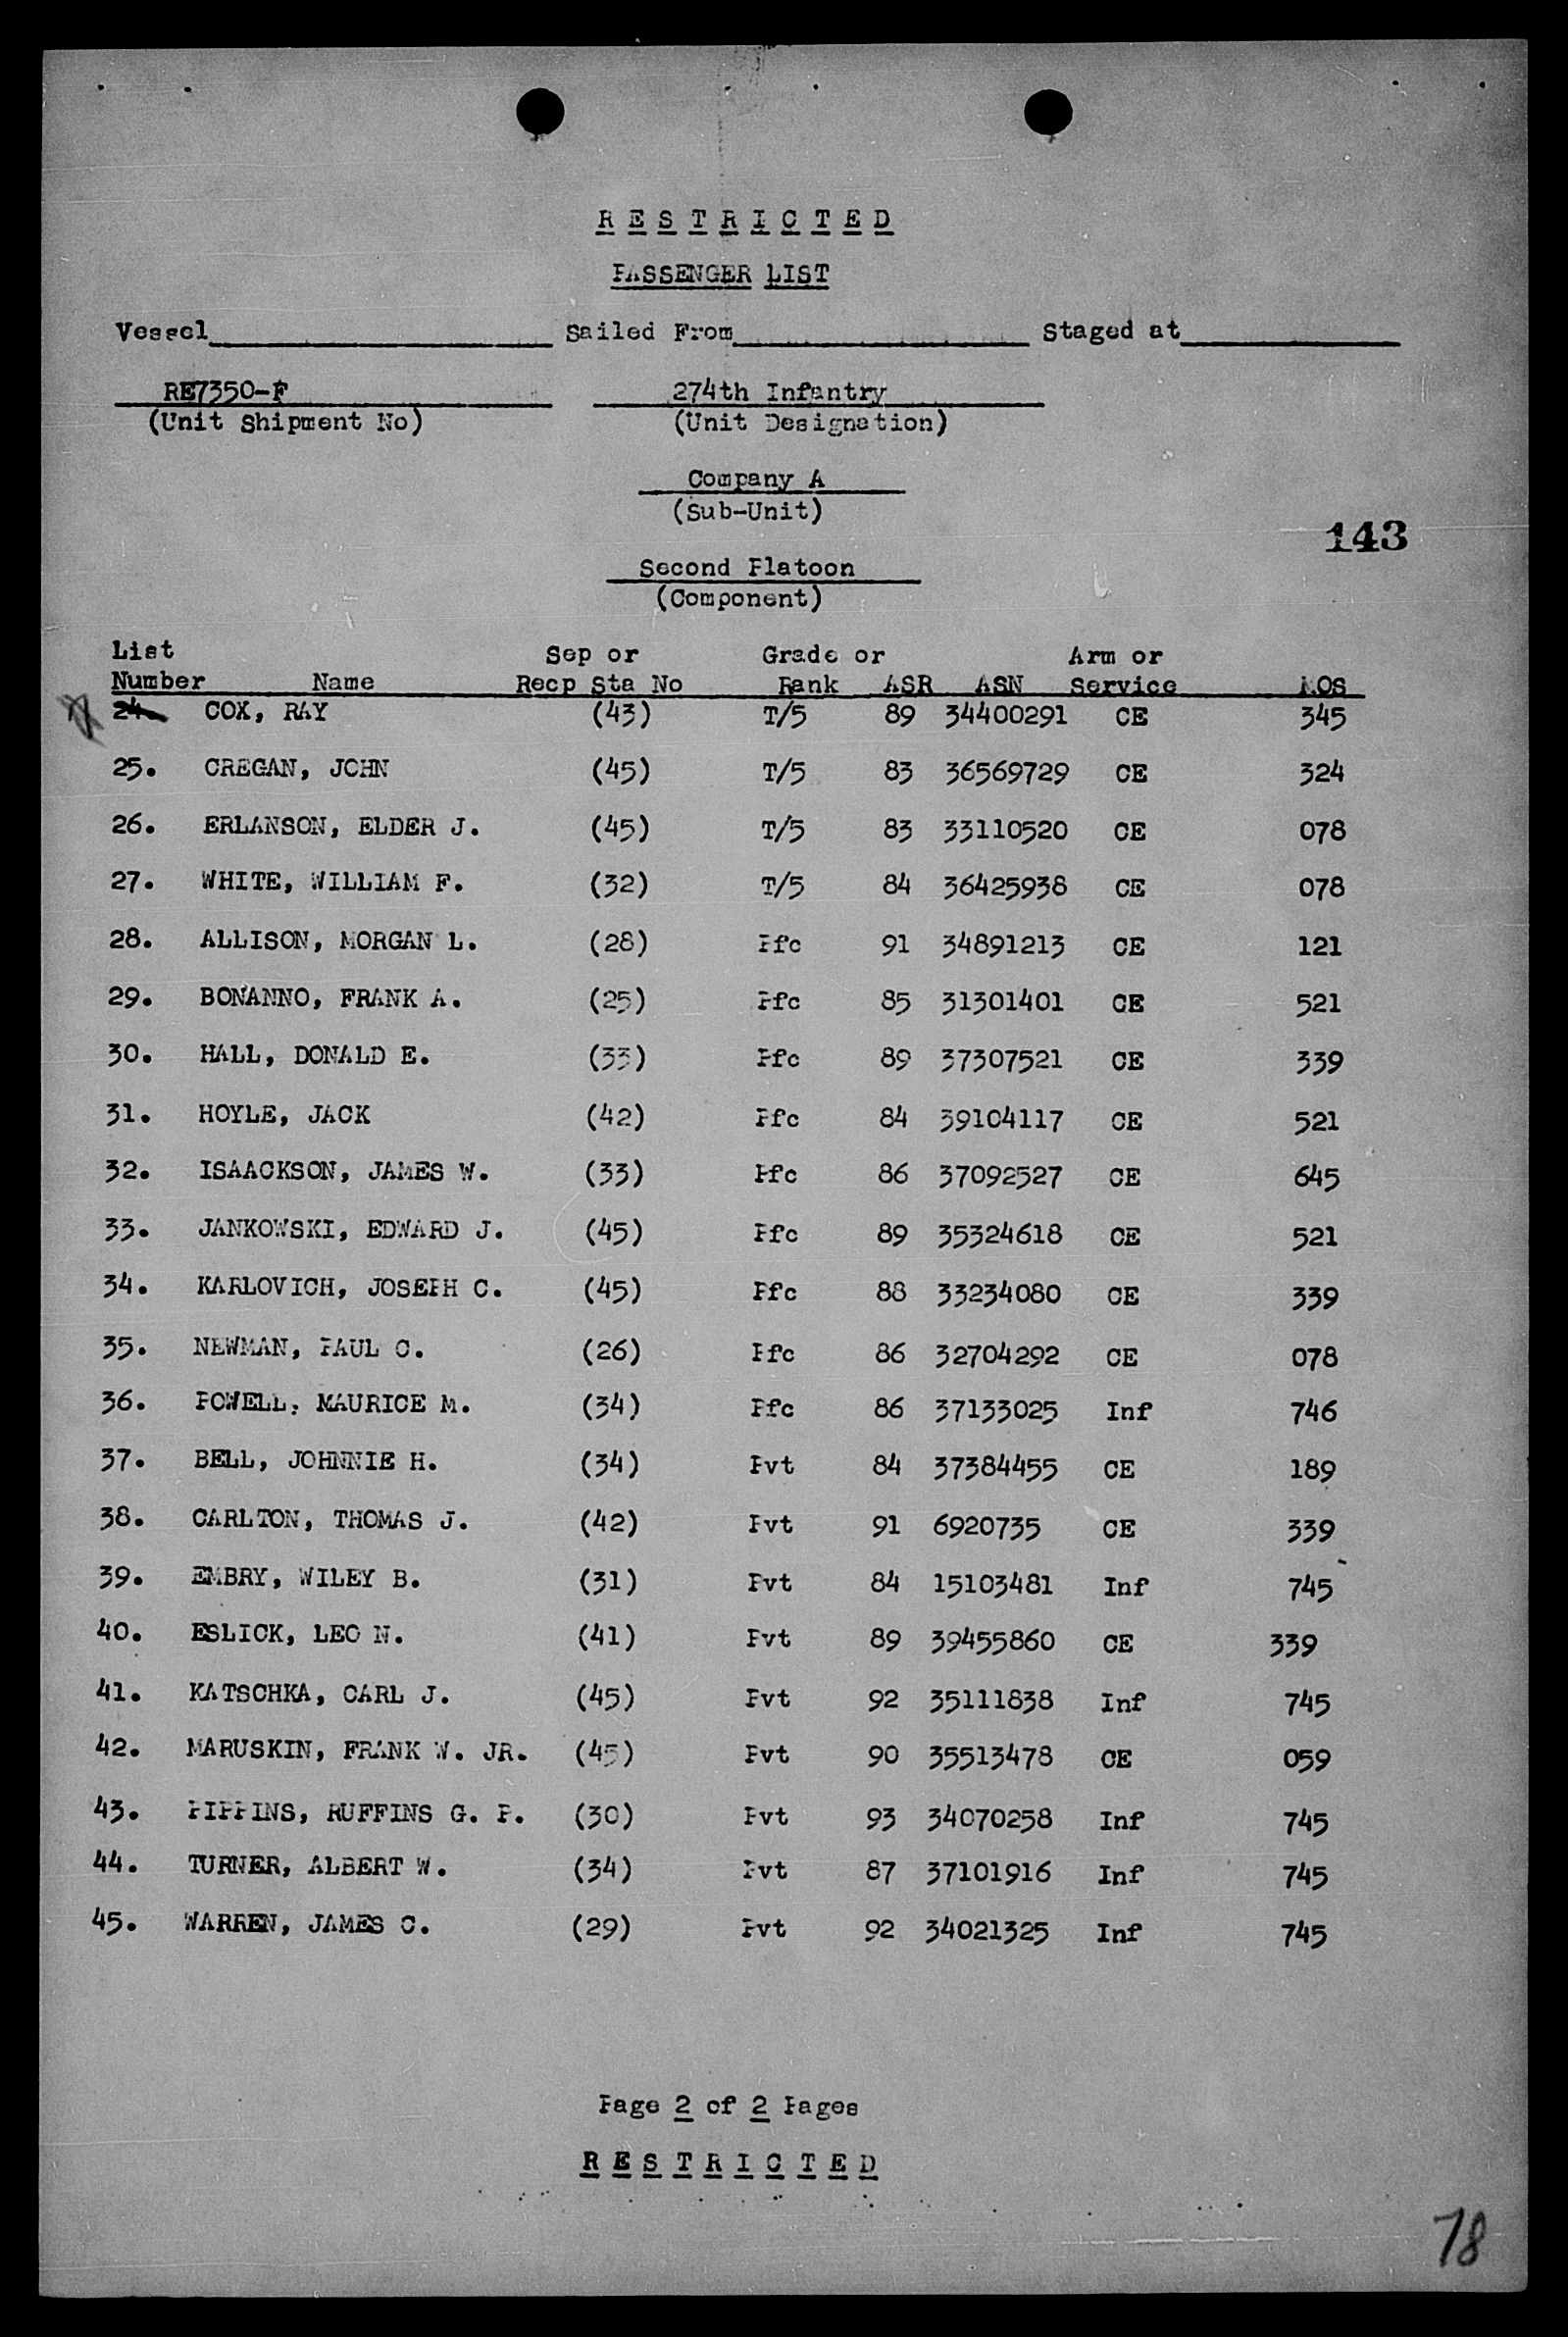 RESTRICTED
PASSENGER LIST
Vessel Sailed From Staged at
RE7350-F 274th Infantry
(Unit Shipment No) (Unit Designation)
Company A
(Sub-Unit)
143
Second Platoon
(Component)
List Sep or Grade or Arm or
Number Name Recp Sta No Rank ASR ASN Service MOS
24. COX, RAY (43) T/5 89 34400291 CE 345
25. CREGAN, JOHN (45) T/5 83 36569729 CE 324
26. ERLANSON, ELDER J. (45) T/5 83 33110520 CE 078
27. WHITE, WILLIAM F. (32) T/5 84 36425938 CE 078
28. ALLISON, MORGAN L. (28) Pfc 91 34891213 CE 121
29. BONANNO, FRANK A. (25) Pfc 85 31301401 CE 521
30. HALL, DONALD E. (33) Pfc 89 37307521 CE 339
31. HOYLE, JACK (42) Pfc 84 39104117 CE 521
32. ISAACKSON, JAMES W. (33) Pfc 86 37092527 CE 645
33. JANKOWSKI, EDWARD J. (45) Pfc 89 35324618 CE 521
34. KARLOVICH, JOSEPH C. (45) Pfc 88 33234080 CE 339
35. NEWMAN, PAUL C. (26) Pfc 86 32704292 CE 078
36. POWELL, MAURICE M. (34) Pfc 86 37133025 Inf 746
37. BELL, JOHNNIE H. (34) Pvt 84 37384455 CE 189
38. CARLTON, THOMAS J. (42) Pvt 91 6920735 CE 339
39. EMBRY, WILEY B. (31) Pvt 84 15103481 Inf 745
40. ESLICK, LEO N. (41) Pvt 89 39455860 CE 339
41. KATSCHKA, CARL J. (45) Pvt 92 35111838 Inf 745
42. MARUSKIN, FRANK W. JR. (45) Pvt 90 35513478 CE 059
43. PIPPINS, RUFFINS G. P. (30) Pvt 93 34070258 Inf 745
44. TURNER, ALBERT W. (34) Pvt 87 37101916 Inf 745
45. WARREN, JAMES C. (29) Pvt 92 34021325 Inf 745
Page 2 of 2 Pages
RESTRICTED
78